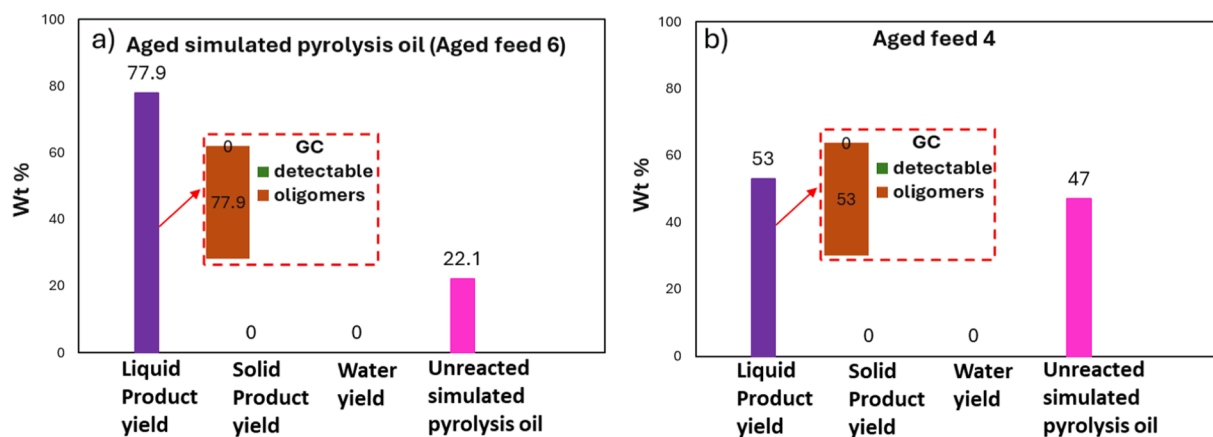 a) Aged simulated pyrolysis oil (Aged feed 6)
Wt %
100
80
60
40
20
0
77.9
0
77.9
GC
detectable
oligomers
0
0
22.1
Liquid
Product
yield
Solid
Product
yield
Water
yield
Unreacted
simulated
pyrolysis oil
b) Aged feed 4
Wt %
100
80
60
40
20
0
53
0
53
GC
detectable
oligomers
0
0
47
Liquid
Product
yield
Solid
Product
yield
Water
yield
Unreacted
simulated
pyrolysis oil